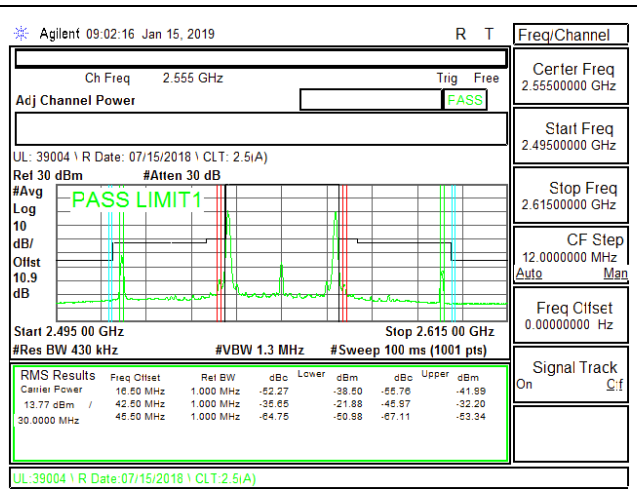 Agilent 09:02:16 Jan 15, 2019 R T
Freq/Channel
Ch Freq 2.555 GHz Trig Free
Adj Channel Power PASS
UL: 39004 \ R Date: 07/15/2018 \ CLT: 2.5(A)
Ref 30 dBm #Atten 30 dB
#Avg
Log
10
dB/
Offst
10.9
dB
PASS LIMIT1
Start 2.495 00 GHz Stop 2.615 00 GHz
#Res BW 430 kHz #VBW 1.3 MHz #Sweep 100 ms (1001 pts)
RMS Results Freq Offset Ref BW dBc Lower dBm dBc Upper dBm
Carrier Power 16.50 MHz 1.000 MHz -52.27 -38.50 -55.76 -41.99
13.77 dBm / 42.50 MHz 1.000 MHz -35.65 -21.88 -45.97 -32.20
30.0000 MHz 45.50 MHz 1.000 MHz -64.75 -50.98 -67.11 -53.34
UL:39004 \ R Date:07/15/2018 \ CLT:2.5(A)
Center Freq
2.55500000 GHz
Start Freq
2.49500000 GHz
Stop Freq
2.61500000 GHz
CF Step
12.0000000 MHz
Auto Man
Freq Offset
0.00000000 Hz
Signal Track
On